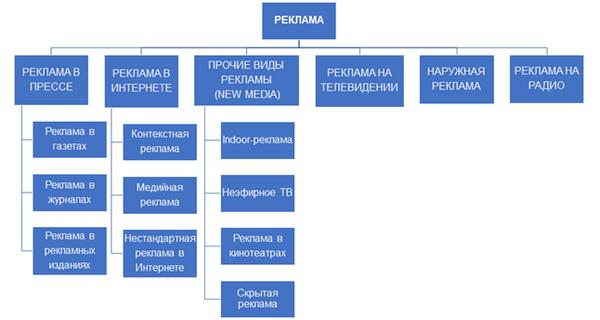 РЕКЛАМА
РЕКЛАМА В
ПРЕССЕ
РЕКЛАМА В
ИНТЕРНЕТЕ
ПРОЧИЕ ВИДЫ
РЕКЛАМЫ
(NEW MEDIA)
РЕКЛАМА НА
ТЕЛЕВИДЕНИИ
НАРУЖНАЯ
РЕКЛАМА
РЕКЛАМА НА
РАДИО
Реклама в
газетах
Реклама в
журналах
Реклама в
рекламных
изданиях
Контекстная
реклама
Медийная
реклама
Нестандартная
реклама в
Интернете
Indoor-реклама
Неэфирное ТВ
Реклама в
кинотеатрах
Скрытая
реклама